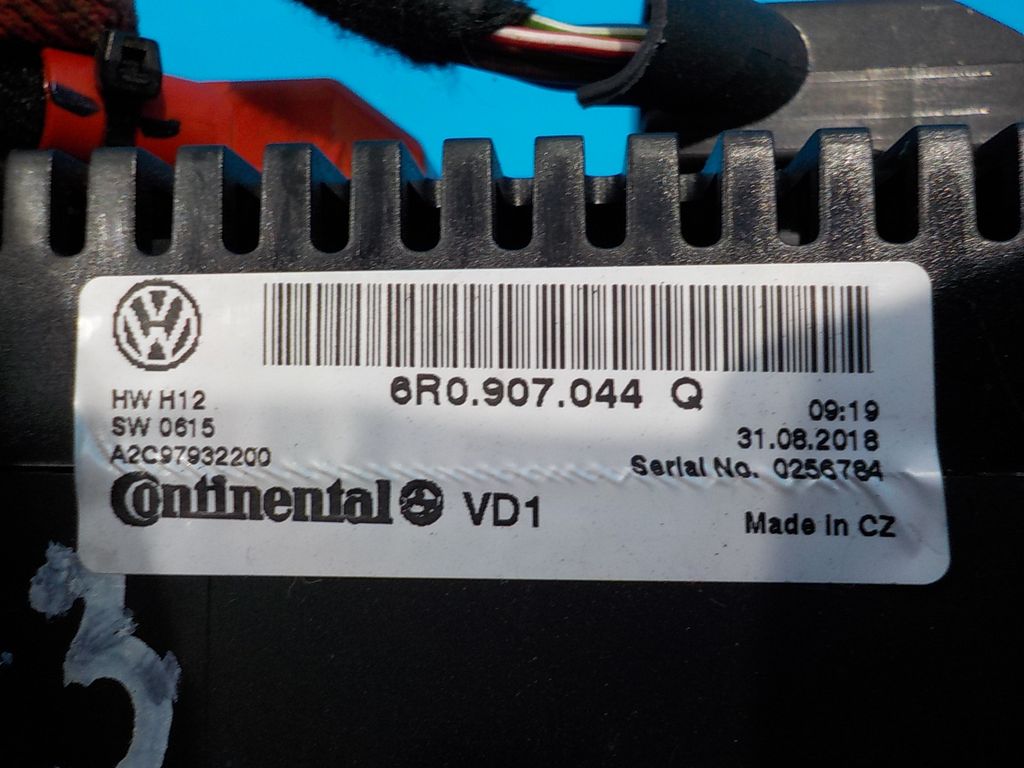 6R0.907.044 Q
HW H12
SW 0615
A2C97932200
09:19
31.08.2018
Serial No. 0256784
Continental VD1
Made in CZ